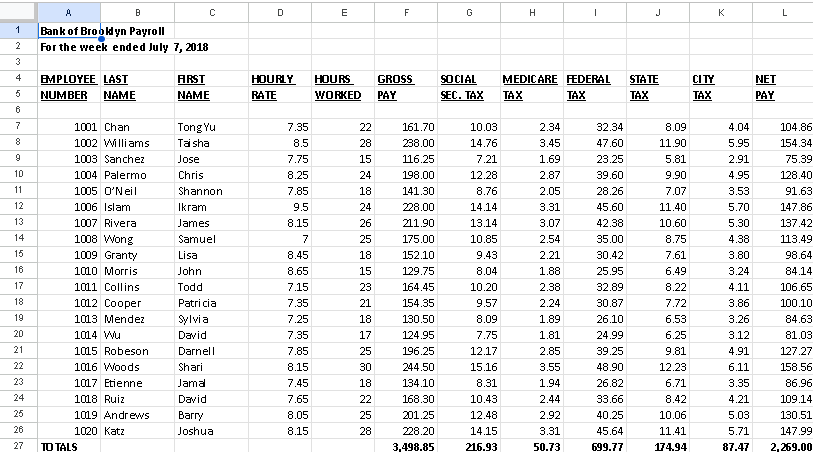 A B C D E F G H I J K L
1 Bank of Brooklyn Payroll
2 For the week ended July 7, 2018
3
4 EMPLOYEE LAST FIRST HOURLY HOURS GROSS SOCIAL MEDICARE FEDERAL STATE CITY NET
5 NUMBER NAME NAME RATE WORKED PAY SEC. TAX TAX TAX TAX TAX PAY
6
7 1001 Chan TongYu 7.35 22 161.70 10.03 2.34 32.34 8.09 4.04 104.86
8 1002 Williams Taisha 8.5 28 238.00 14.76 3.45 47.60 11.90 5.95 154.34
9 1003 Sanchez Jose 7.75 15 116.25 7.21 1.69 23.25 5.81 2.91 75.39
10 1004 Palermo Chris 8.25 24 198.00 12.28 2.87 39.60 9.90 4.95 128.40
11 1005 O'Neil Shannon 7.85 18 141.30 8.76 2.05 28.26 7.07 3.53 91.63
12 1006 Islam Ikram 9.5 24 228.00 14.14 3.31 45.60 11.40 5.70 147.86
13 1007 Rivera James 8.15 26 211.90 13.14 3.07 42.38 10.60 5.30 137.42
14 1008 Wong Samuel 7 25 175.00 10.85 2.54 35.00 8.75 4.38 113.49
15 1009 Granty Lisa 8.45 18 152.10 9.43 2.21 30.42 7.61 3.80 98.64
16 1010 Morris John 8.65 15 129.75 8.04 1.88 25.95 6.49 3.24 84.14
17 1011 Collins Todd 7.15 23 164.45 10.20 2.38 32.89 8.22 4.11 106.65
18 1012 Cooper Patricia 7.35 21 154.35 9.57 2.24 30.87 7.72 3.86 100.10
19 1013 Mendez Sylvia 7.25 18 130.50 8.09 1.89 26.10 6.53 3.26 84.63
20 1014 Wu David 7.35 17 124.95 7.75 1.81 24.99 6.25 3.12 81.03
21 1015 Robeson Darnell 7.85 25 196.25 12.17 2.85 39.25 9.81 4.91 127.27
22 1016 Woods Shari 8.15 30 244.50 15.16 3.55 48.90 12.23 6.11 158.56
23 1017 Etienne Jamal 7.45 18 134.10 8.31 1.94 26.82 6.71 3.35 86.96
24 1018 Ruiz David 7.65 22 168.30 10.43 2.44 33.66 8.42 4.21 109.14
25 1019 Andrews Barry 8.05 25 201.25 12.48 2.92 40.25 10.06 5.03 130.51
26 1020 Katz Joshua 8.15 28 228.20 14.15 3.31 45.64 11.41 5.71 147.99
27 TOTALS 3,498.85 216.93 50.73 699.77 174.94 87.47 2,269.00